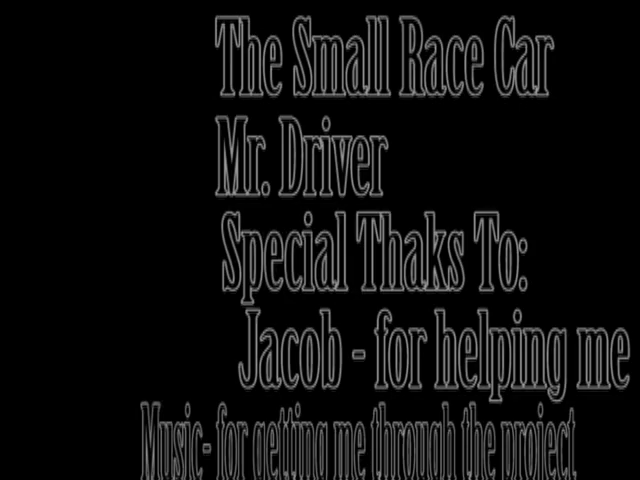 The Small Race Car
Mr. Driver
Special Thaks To:
Jacob - for helping me
Music- for getting me through the project